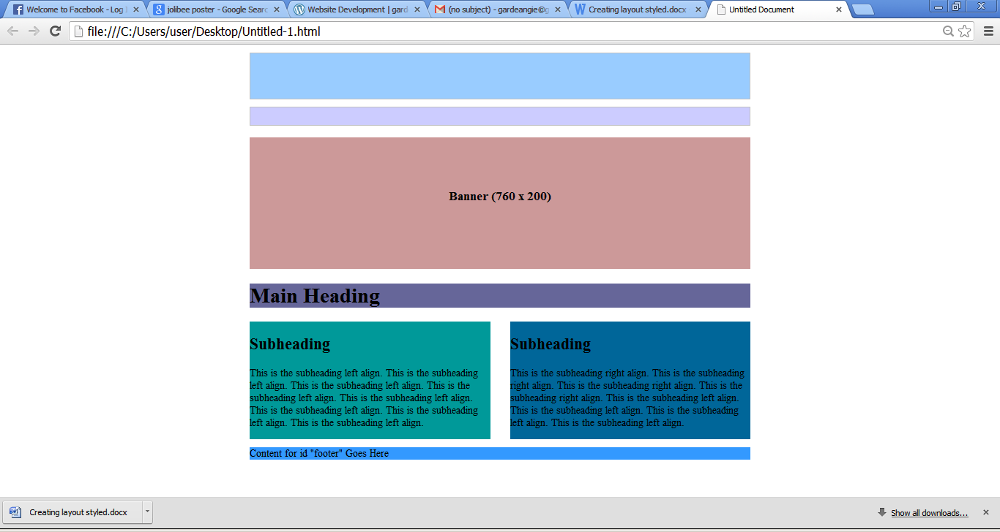 Welcome to Facebook - Log
jolibee poster - Google Sear
Website Development | gard
(no subject) - gardeangie@g
Creating layout styled.docx
Untitled Document
file:///C:/Users/user/Desktop/Untitled-1.html
Banner (760 x 200)
Main Heading
Subheading
This is the subheading left align. This is the subheading
left align. This is the subheading left align. This is the
subheading left align. This is the subheading left align.
This is the subheading left align. This is the subheading
left align. This is the subheading left align.
Subheading
This is the subheading right align. This is the subheading
right align. This is the subheading right align. This is the
subheading right align. This is the subheading left align.
This is the subheading left align. This is the subheading
left align. This is the subheading left align.
Content for id "footer" Goes Here
Creating layout styled.docx
Show all downloads...